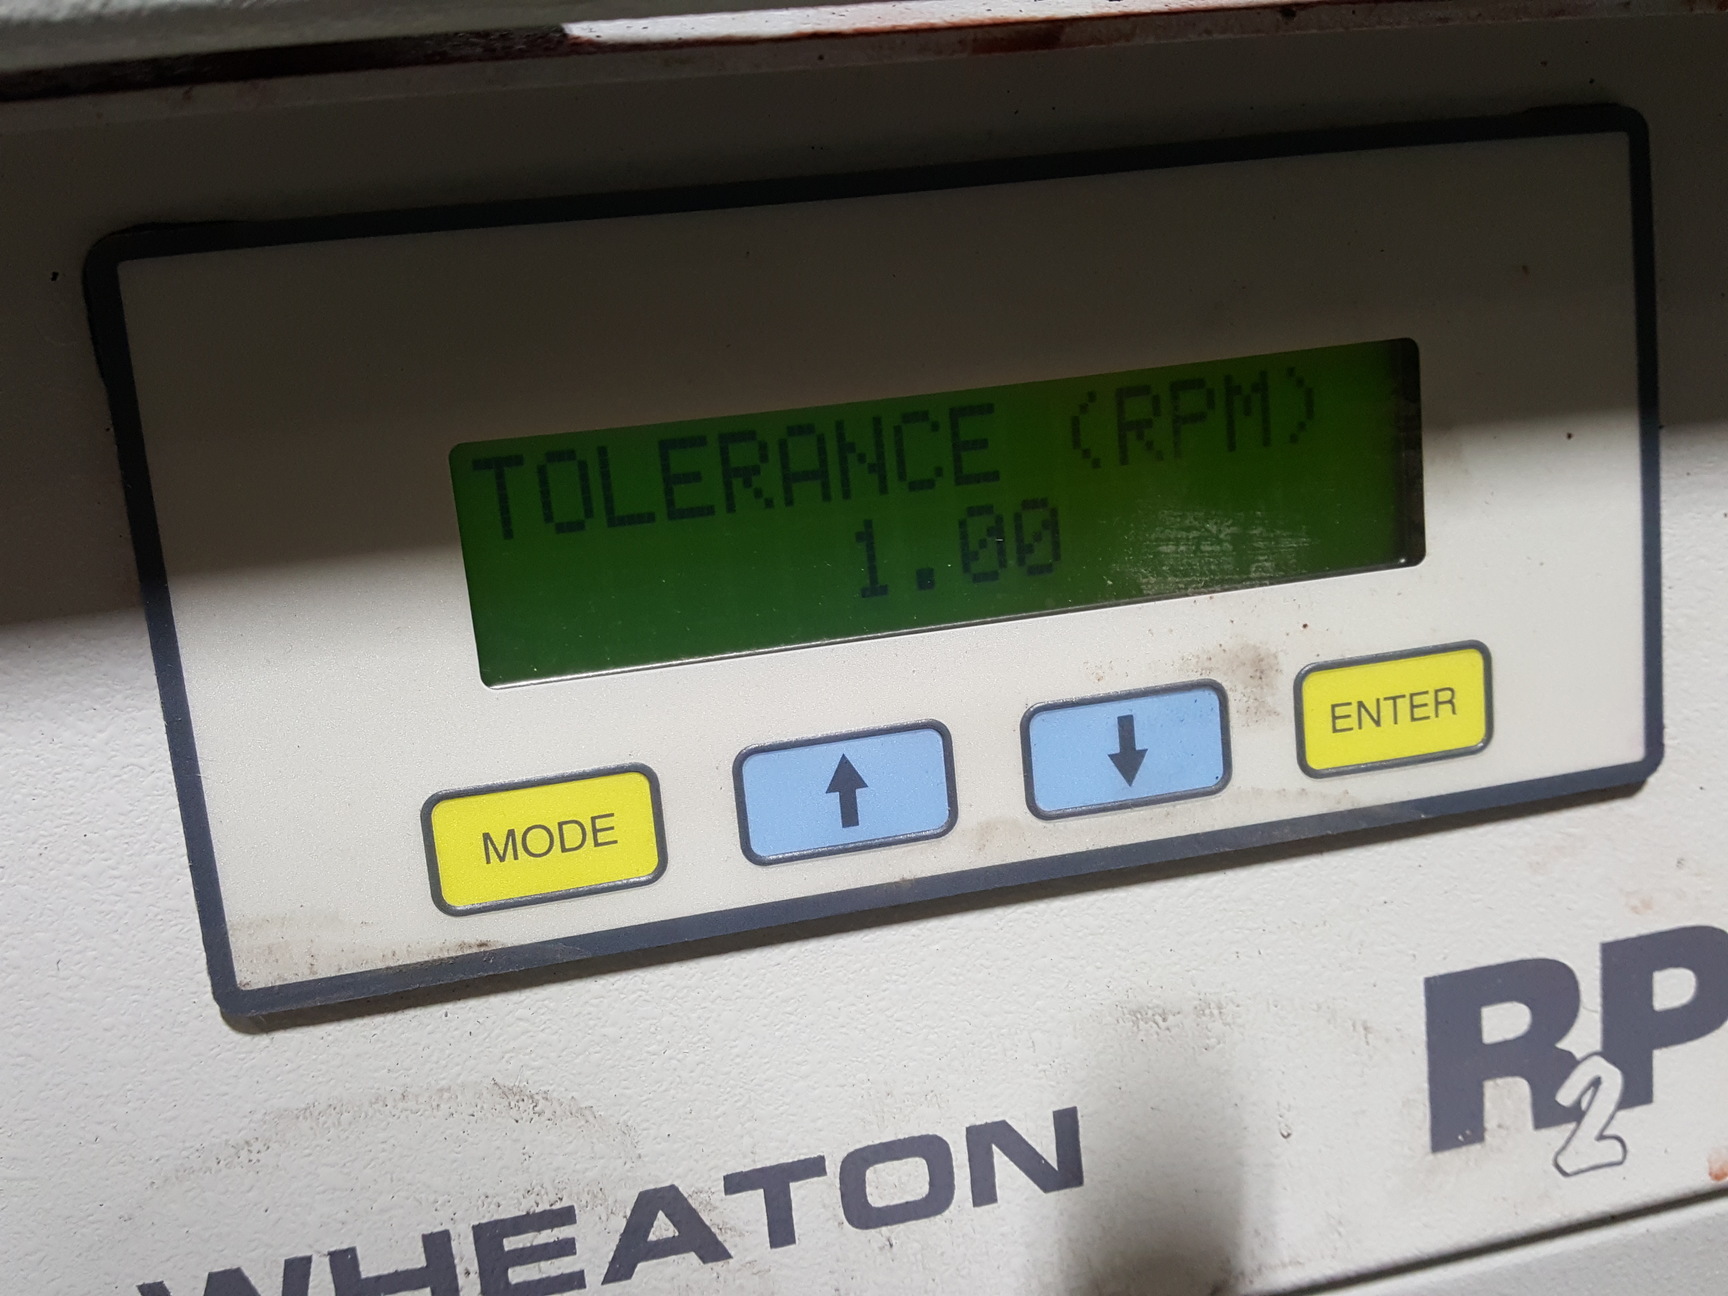 TOLERANCE (RPM)
1.00
MODE
ENTER
WHEATON
R2P